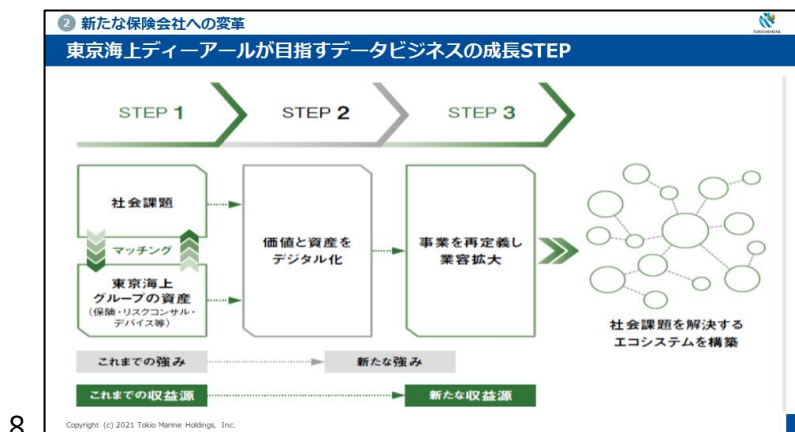 ② 新たな保険会社への変革
TOKIO MARINE
東京海上ディーアールが目指すデータビジネスの成長STEP
STEP 1
STEP 2
STEP 3
社会課題
マッチング
東京海上
グループの資産
(保険・リスクコンサル・
デバイス等)
価値と資産を
デジタル化
事業を再定義し
業容拡大
社会課題を解決する
エコシステムを構築
これまでの強み
新たな強み
これまでの収益源
新たな収益源
8
Copyright (c) 2021 Tokio Marine Holdings, Inc.